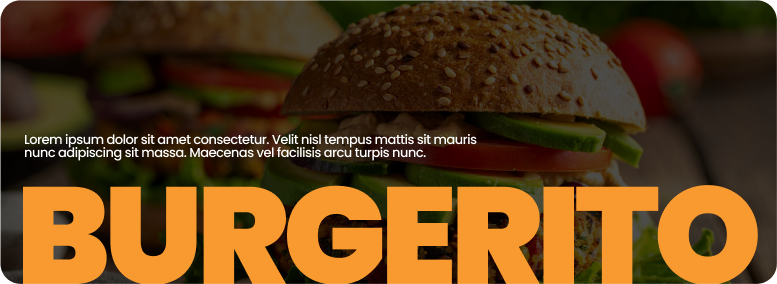 Lorem ipsum dolor sit amet consectetur. Velit nisl tempus mattis sit mauris
nunc adipiscing sit massa. Maecenas vel facilisis arcu turpis nunc.
BURGERITO